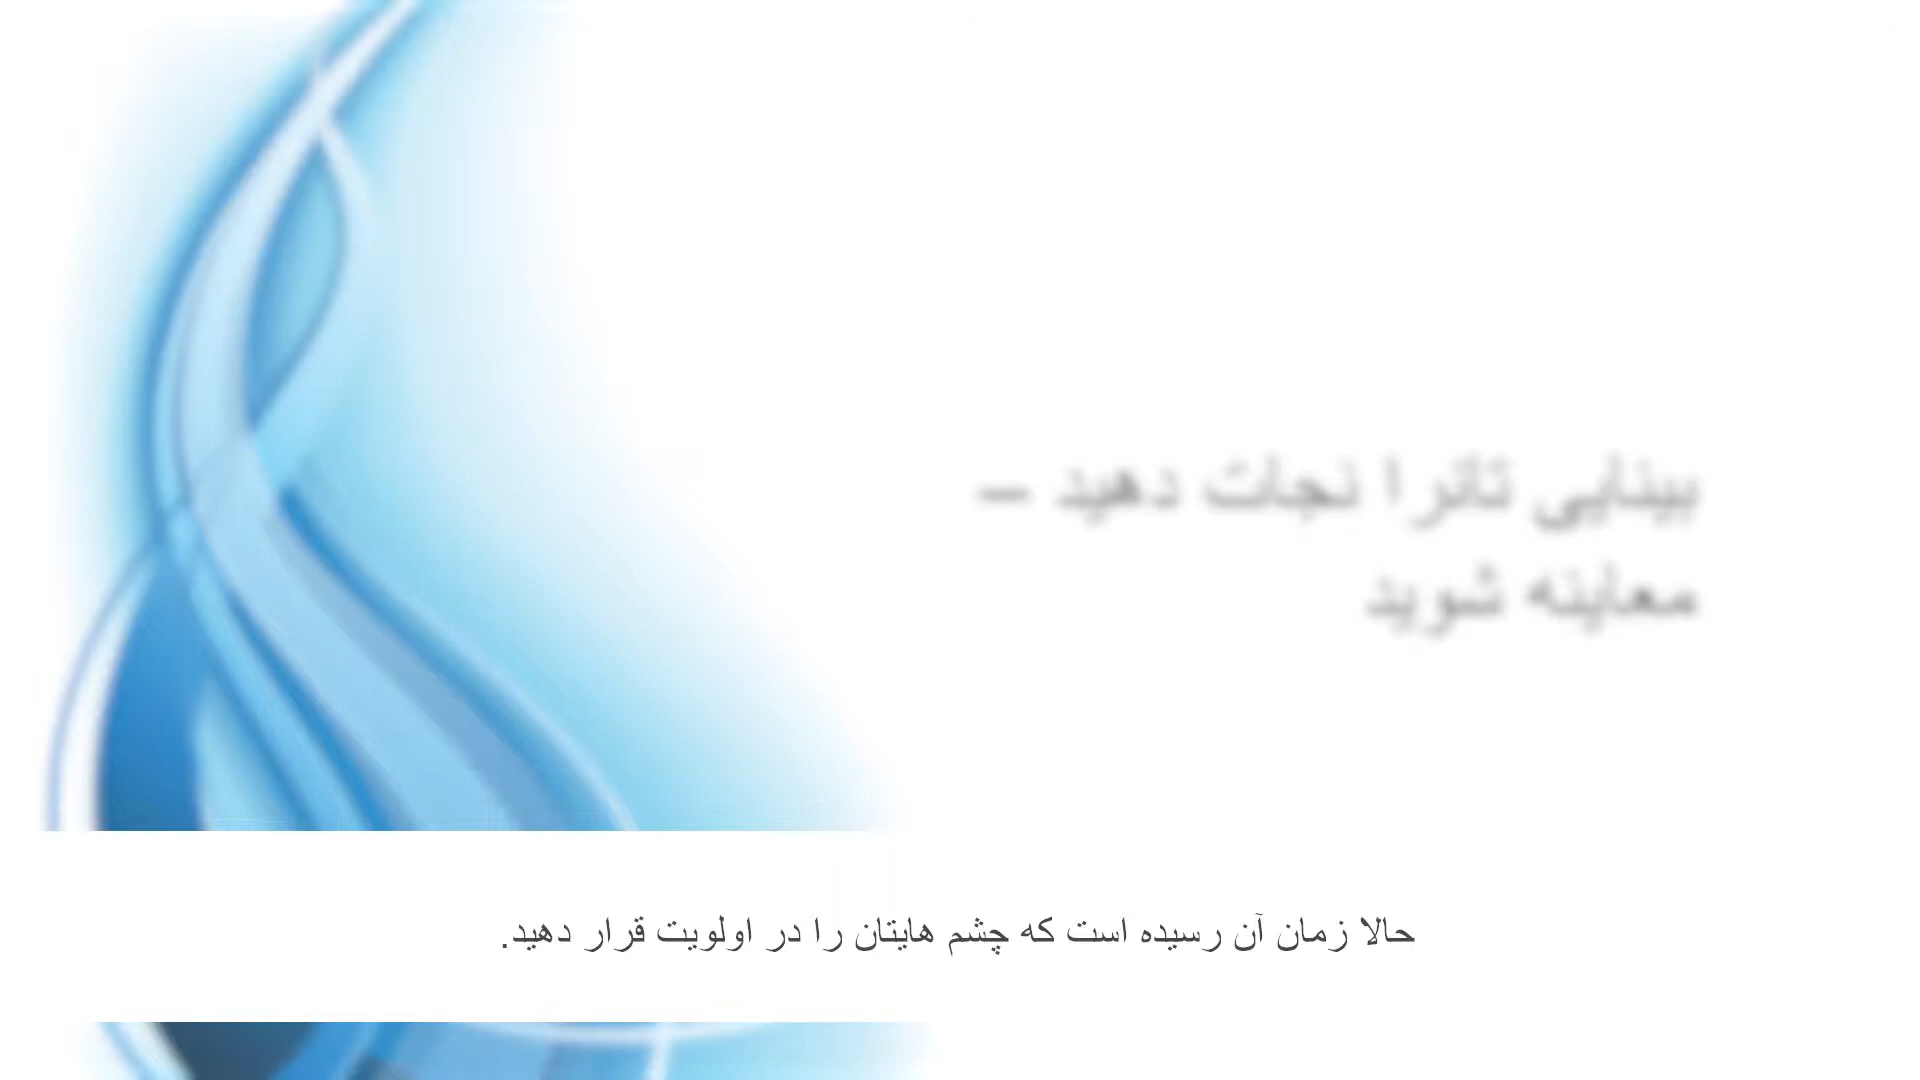 بینایی تانرا نجات دهید –
معاینه شوید
حالا زمان آن رسیده است که چشم هایتان را در اولویت قرار دهید.